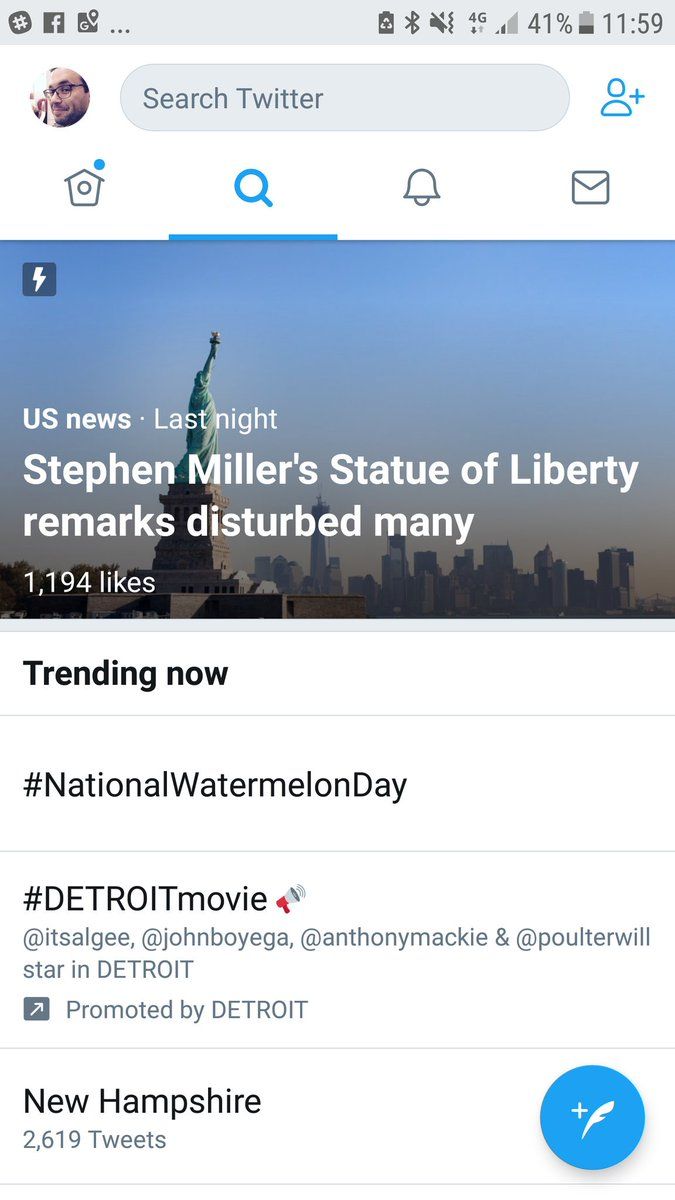 ... 4G 41% 11:59
Search Twitter
US news · Last night
Stephen Miller's Statue of Liberty
remarks disturbed many
1,194 likes
Trending now
#NationalWatermelonDay
#DETROITmovie
@itsalgee, @johnboyega, @anthonymackie & @poulterwill
star in DETROIT
Promoted by DETROIT
New Hampshire
2,619 Tweets